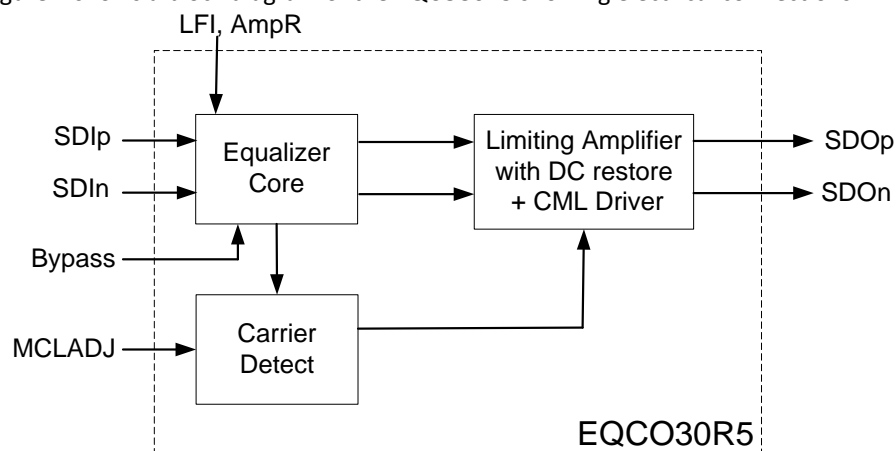 LFI, AmpR
SDIp
SDIn
Bypass
MCLADJ
Equalizer
Core
Carrier
Detect
Limiting Amplifier
with DC restore
+ CML Driver
SDOp
SDOn
EQCO30R5